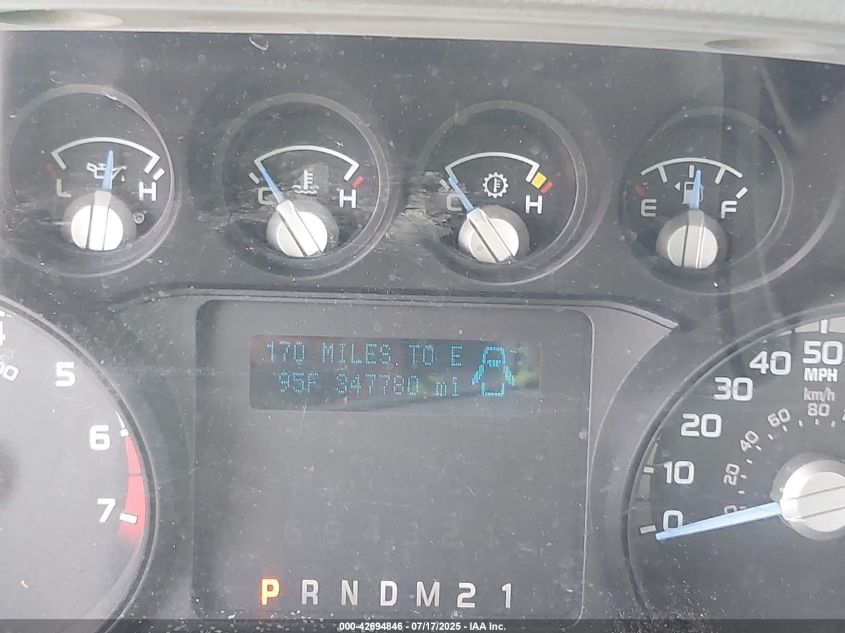 L H
C H
C H
E F
170 MILES TO E
95F 347780 mi
5
6
7
50
MPH
km/h
80
40
60
30
40
20
20
10
0
P R N D M 2 1
000-42694846 - 07/17/2025 - IAA Inc.